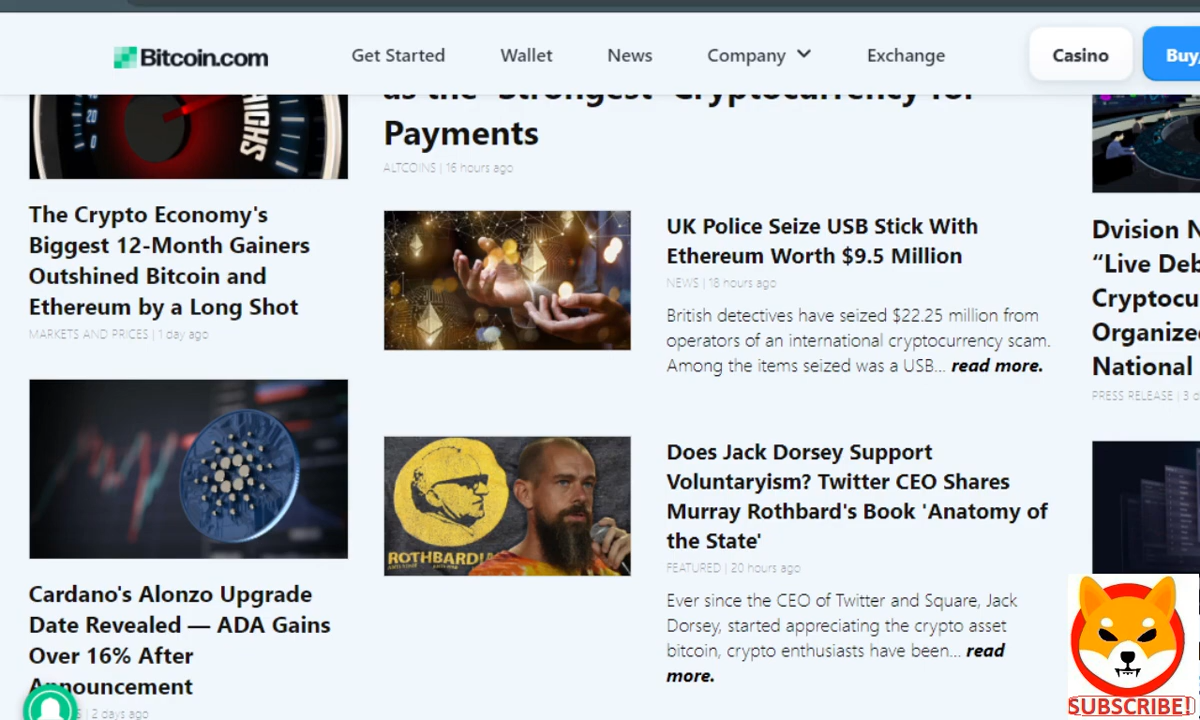 Bitcoin.com
Get Started
Wallet
News
Company
Exchange
Casino
Buy
20
0
HIGHS
as the "Strongest" Cryptocurrency for
Payments
ALTCOINS | 16 hours ago
The Crypto Economy's
Biggest 12-Month Gainers
Outshined Bitcoin and
Ethereum by a Long Shot
MARKETS AND PRICES | 1 day ago
Cardano's Alonzo Upgrade
Date Revealed — ADA Gains
Over 16% After
Announcement
| 2 days ago
UK Police Seize USB Stick With
Ethereum Worth $9.5 Million
NEWS | 18 hours ago
British detectives have seized $22.25 million from
operators of an international cryptocurrency scam.
Among the items seized was a USB... read more.
ROTHBARDIA
Does Jack Dorsey Support
Voluntaryism? Twitter CEO Shares
Murray Rothbard's Book 'Anatomy of
the State'
FEATURED | 20 hours ago
Ever since the CEO of Twitter and Square, Jack
Dorsey, started appreciating the crypto asset
bitcoin, crypto enthusiasts have been... read
more.
Dvision N
“Live Deb
Cryptocu
Organize
National
PRESS RELEASE | 3 d
SUBSCRIBE!